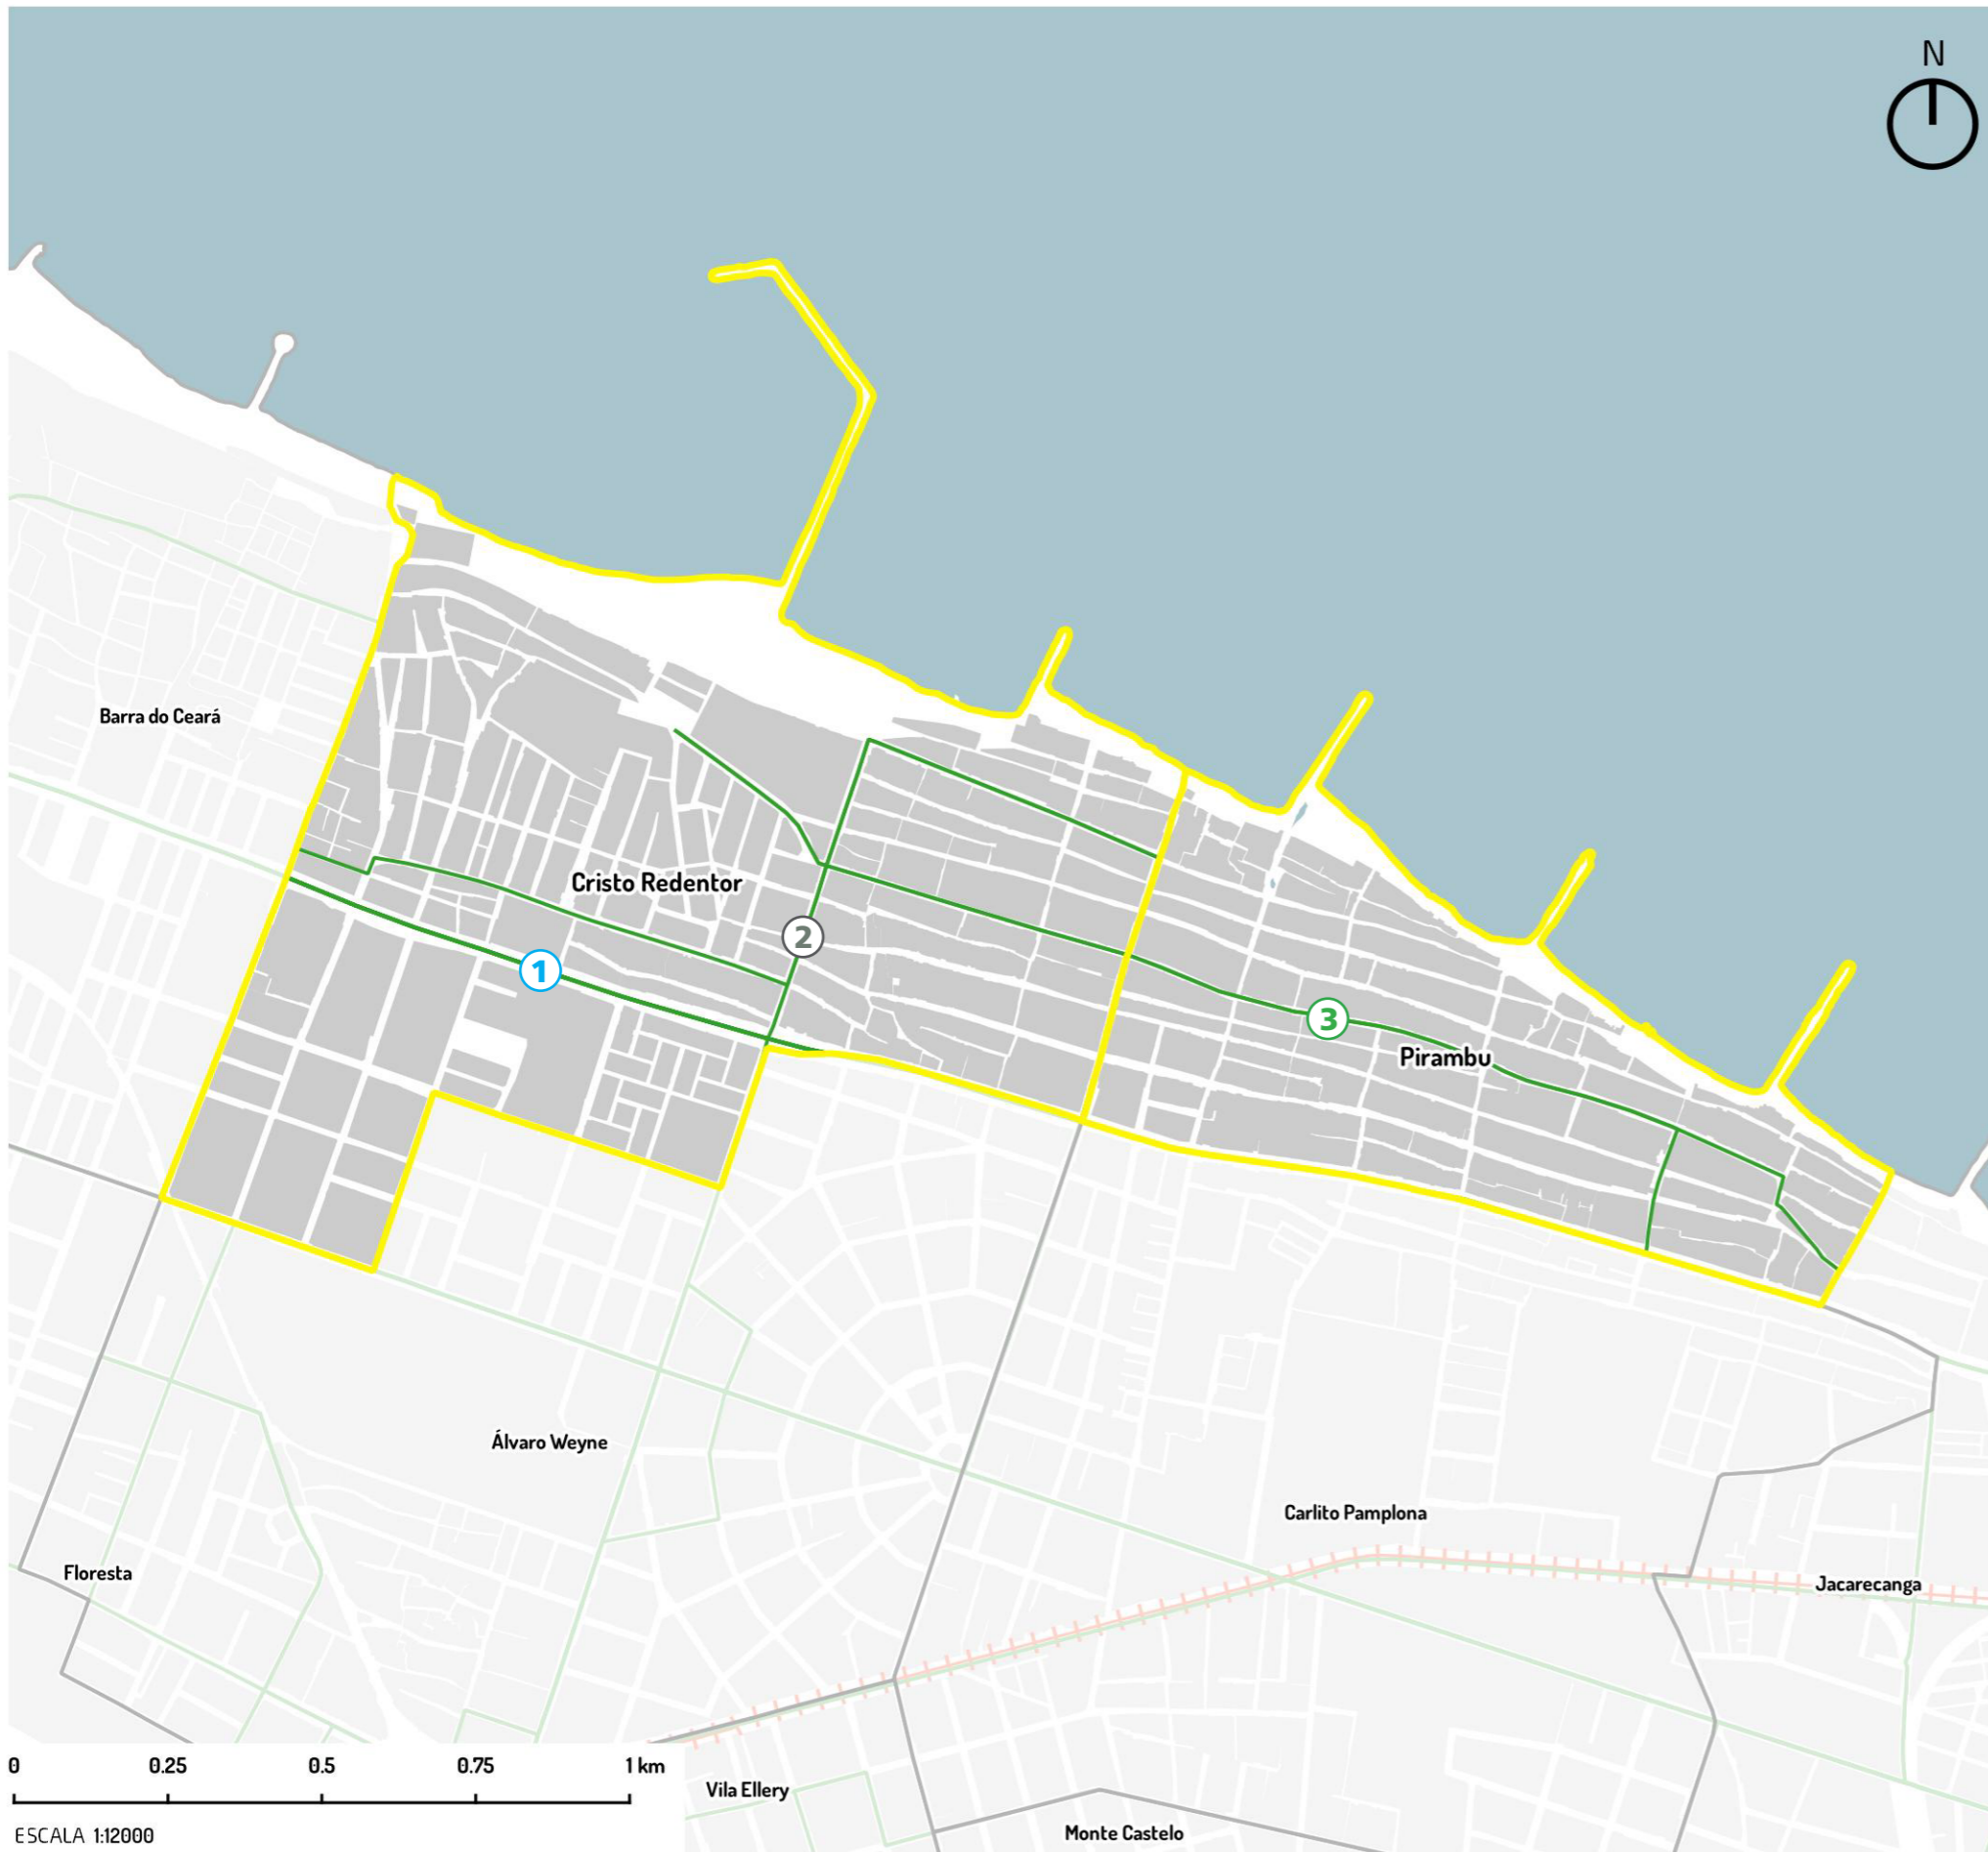 N
Barra do Ceará
Cristo Redentor
2
1
3
Pirambu
Álvaro Weyne
Carlito Pamplona
Floresta
Jacarecanga
0 0.25 0.5 0.75 1 km
Vila Ellery
ESCALA 1:12000
Monte Castelo